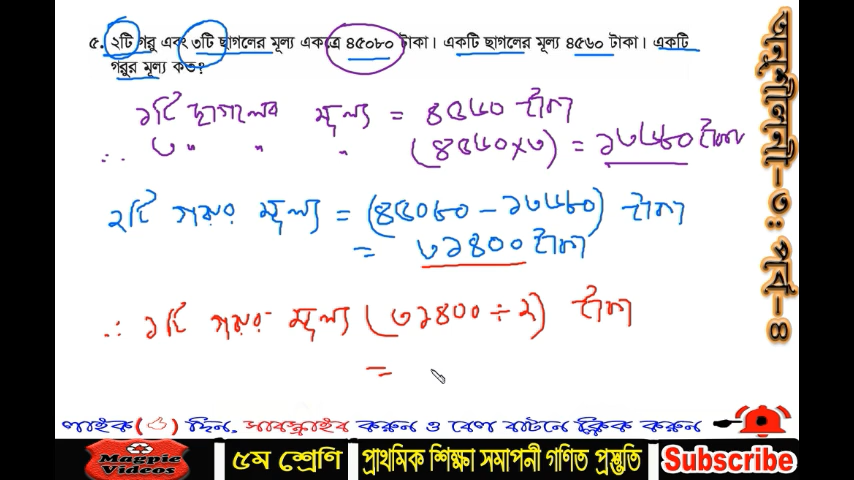 ৫. ২টি গরু এবং ৩টি ছাগলের মূল্য একত্রে ৪৫০৮০ টাকা। একটি ছাগলের মূল্য ৪৫৬০ টাকা। একটি
গরুর মূল্য কত?
১টি ছাগলের মূল্য = ৪৫৬০ টাকা
∴ ৩ " " " (৪৫৬০×৩) = ১৩৬৮০ টাকা
২টি গরুর মূল্য = (৪৫০৮০ − ১৩৬৮০) টাকা
= ৩১৪০০ টাকা
∴ ১টি গরুর মূল্য (৩১৪০০ ÷ ২) টাকা
=
অনুশীলনী-৩: পার্ট-৪
লাইক() দিন, সাবস্ক্রাইব করুন ও বেল বাটনে ক্লিক করুন
Magpie
Videos
৫ম শ্রেণি
প্রাথমিক শিক্ষা সমাপনী গণিত প্রস্তুতি
Subscribe